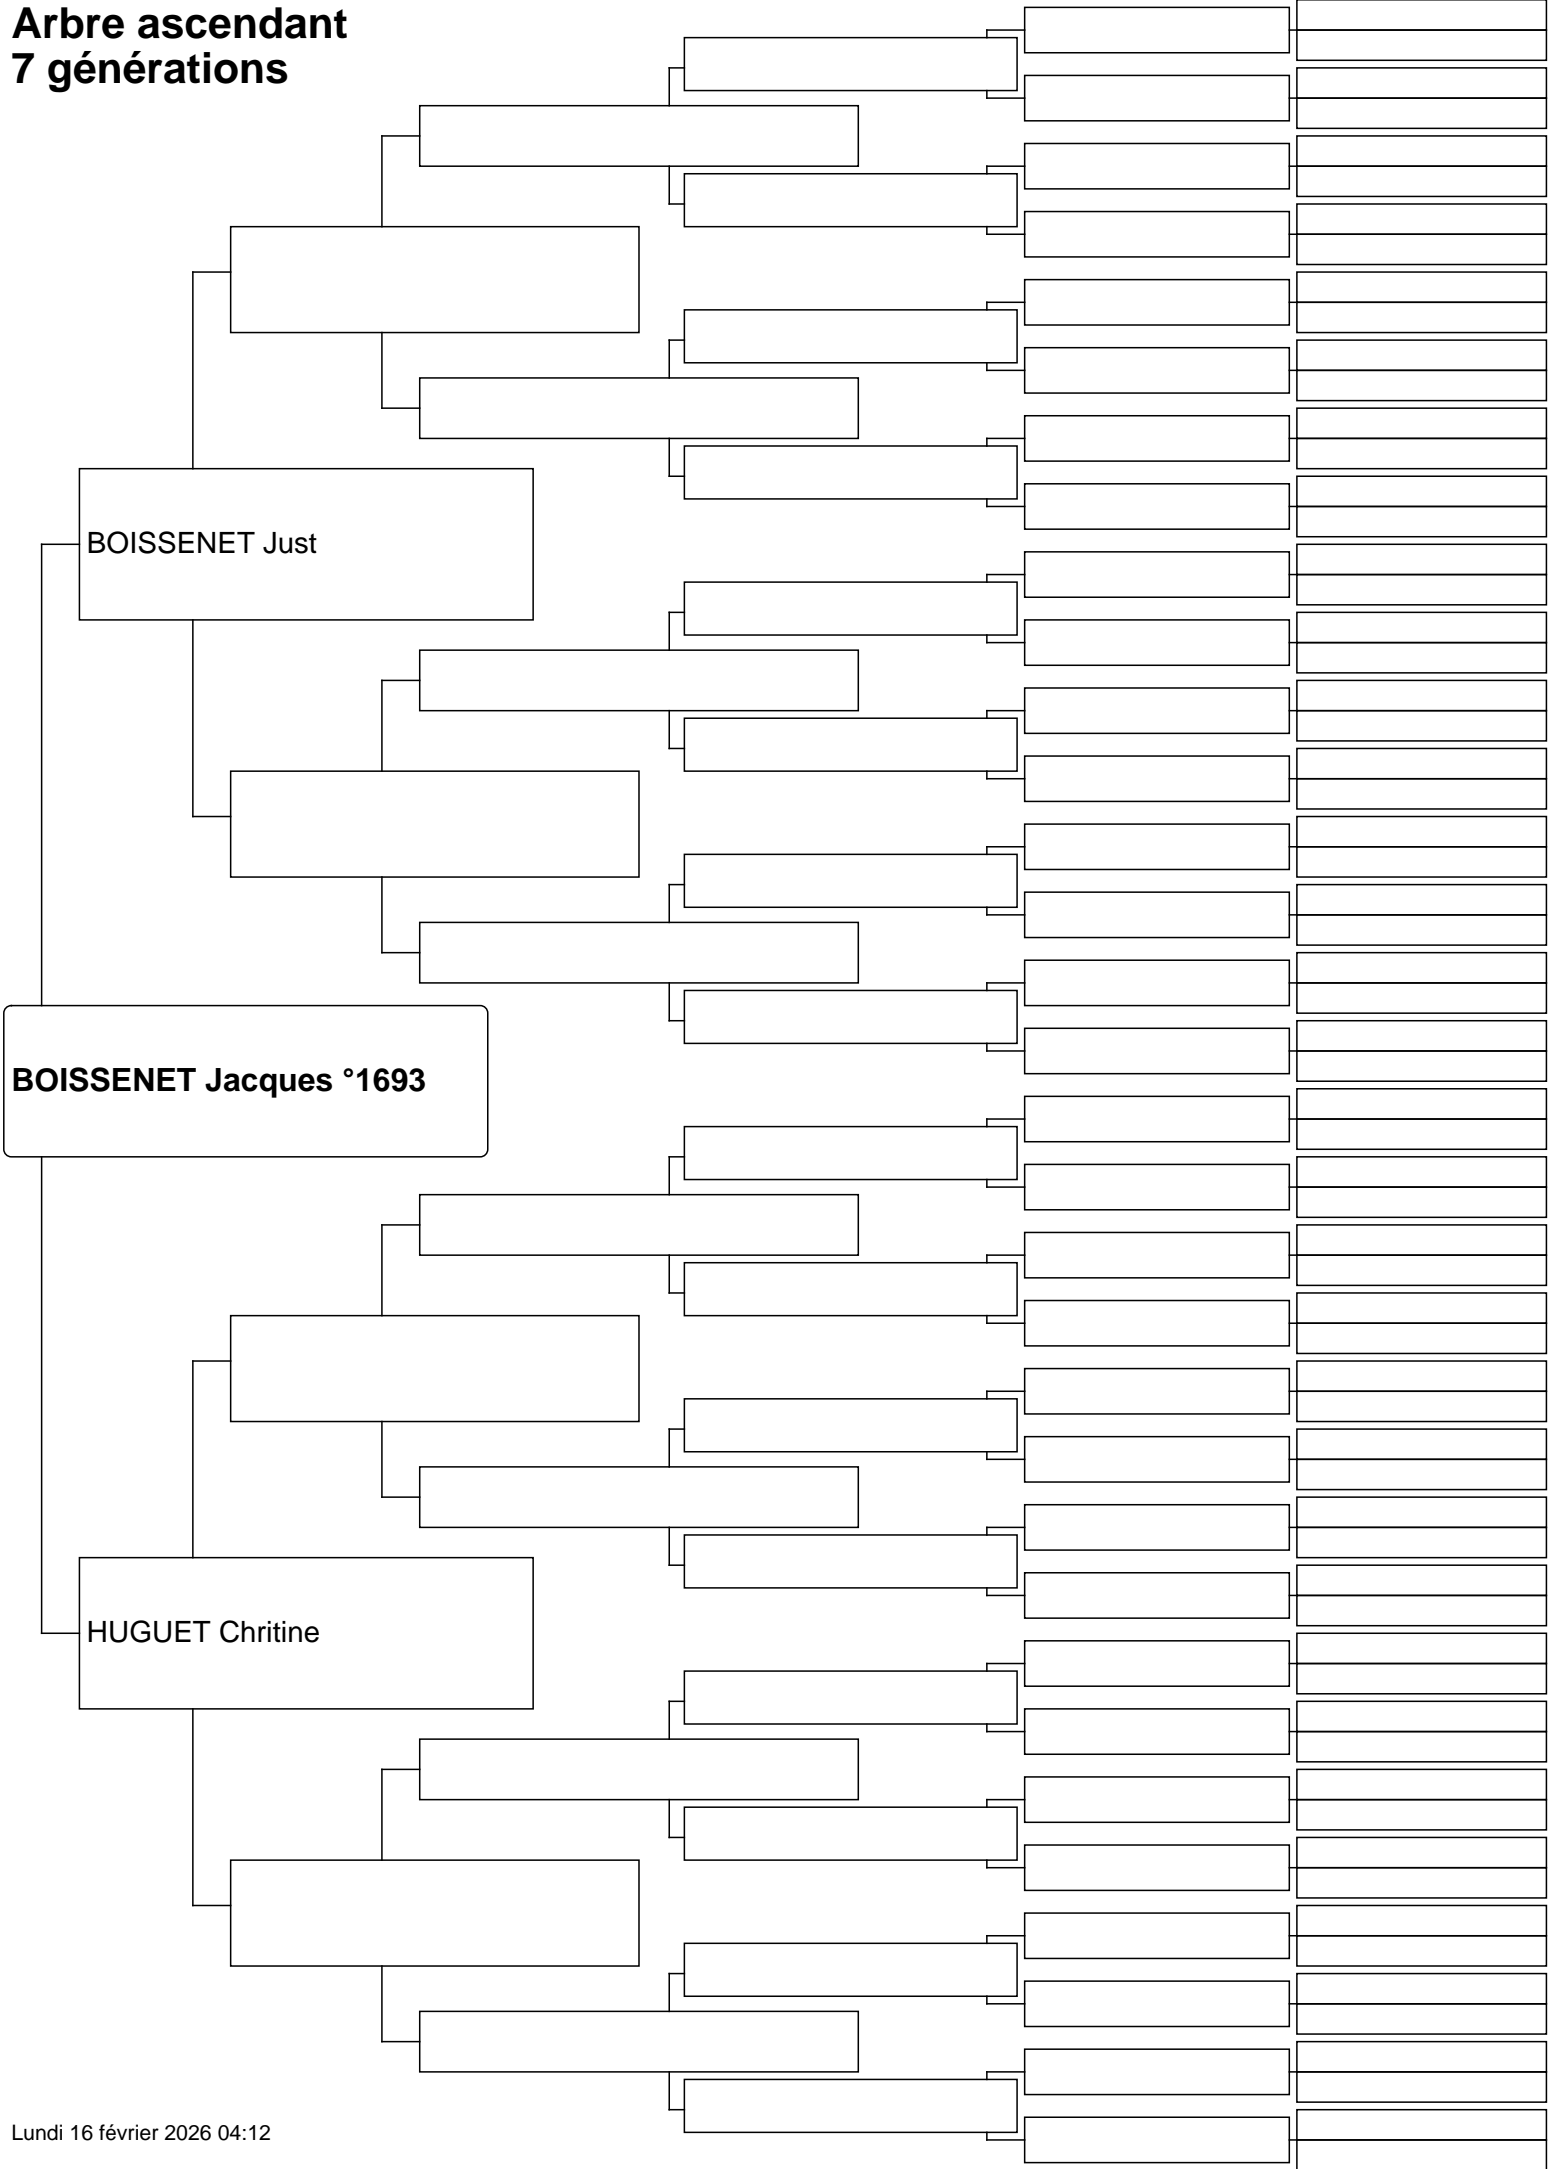 Arbre ascendant
7 générations
BOISSENET Just
BOISSENET Jacques °1693
HUGUET Chritine
Lundi 16 février 2026 04:12